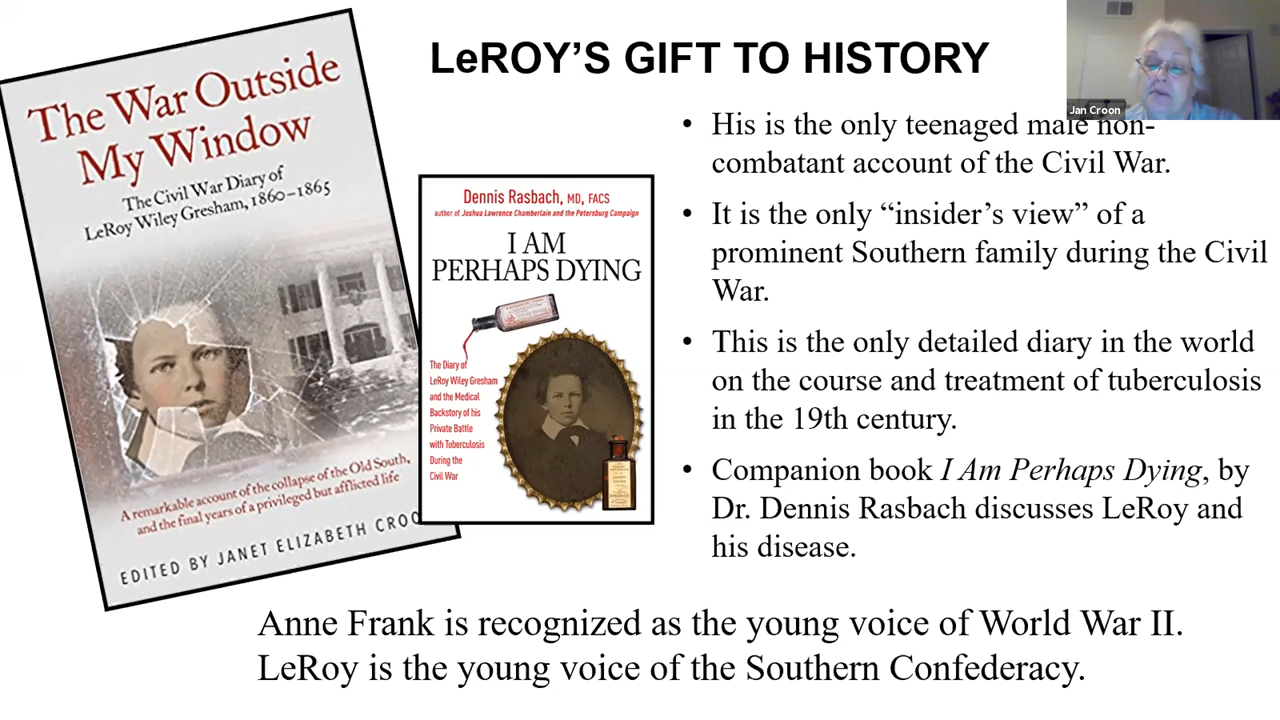 The War Outside
My Window
The Civil War Diary of
LeRoy Wiley Gresham, 1860–1865
A remarkable account of the collapse of the Old South,
and the final years of a privileged but afflicted life
EDITED BY JANET ELIZABETH CROO
Dennis Rasbach, MD, FACS
author of Joshua Lawrence Chamberlain and the Petersburg Campaign
I AM
PERHAPS DYING
The Diary of
LeRoy Wiley Gresham
and the Medical
Backstory of his
Private Battle
with Tuberculosis
During the
Civil War
LeROY’S GIFT TO HISTORY
Jan Croon
• His is the only teenaged male non-
combatant account of the Civil War.
• It is the only “insider’s view” of a
prominent Southern family during the Civil
War.
• This is the only detailed diary in the world
on the course and treatment of tuberculosis
in the 19th century.
• Companion book I Am Perhaps Dying, by
Dr. Dennis Rasbach discusses LeRoy and
his disease.
Anne Frank is recognized as the young voice of World War II.
LeRoy is the young voice of the Southern Confederacy.